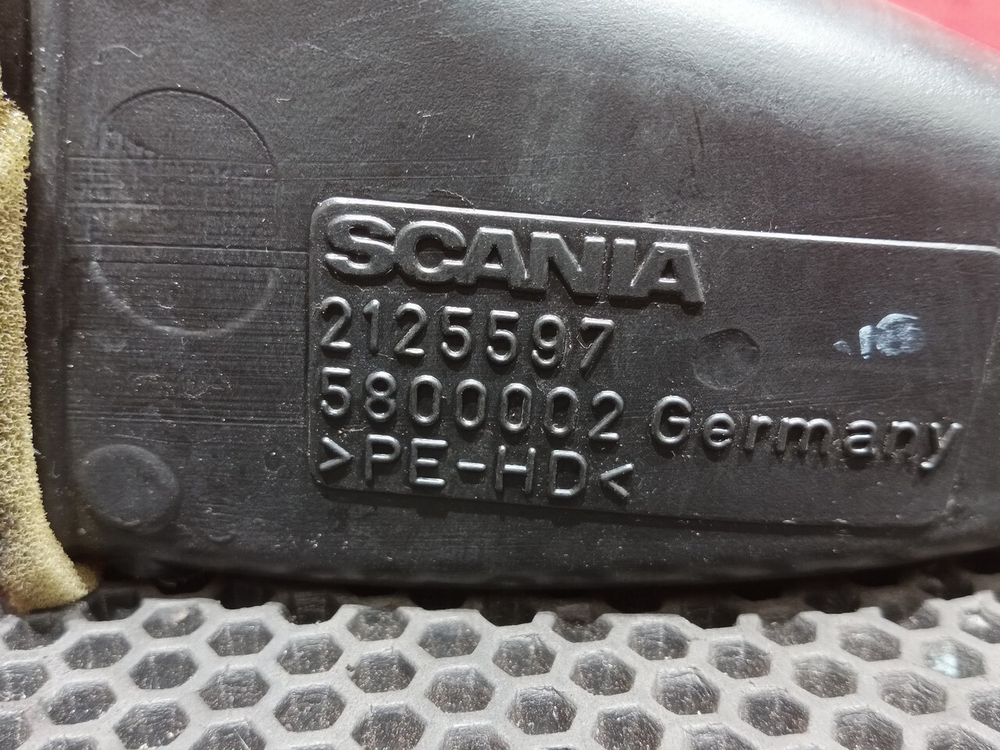 SCANIA
2125597
5800002 Germany
>PE-HD<